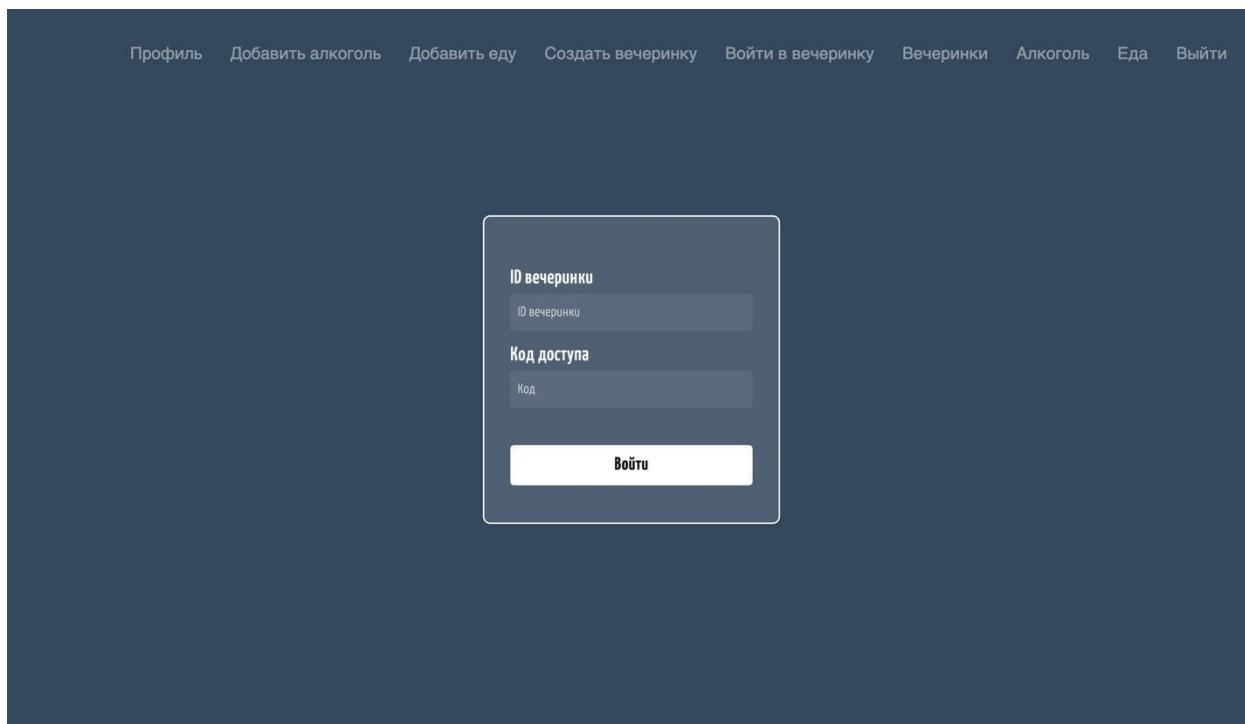 Профиль Добавить алкоголь Добавить еду Создать вечеринку Войти в вечеринку Вечеринки Алкоголь Еда Выйти
ID вечеринки
ID вечеринки
Код доступа
Код
Войти